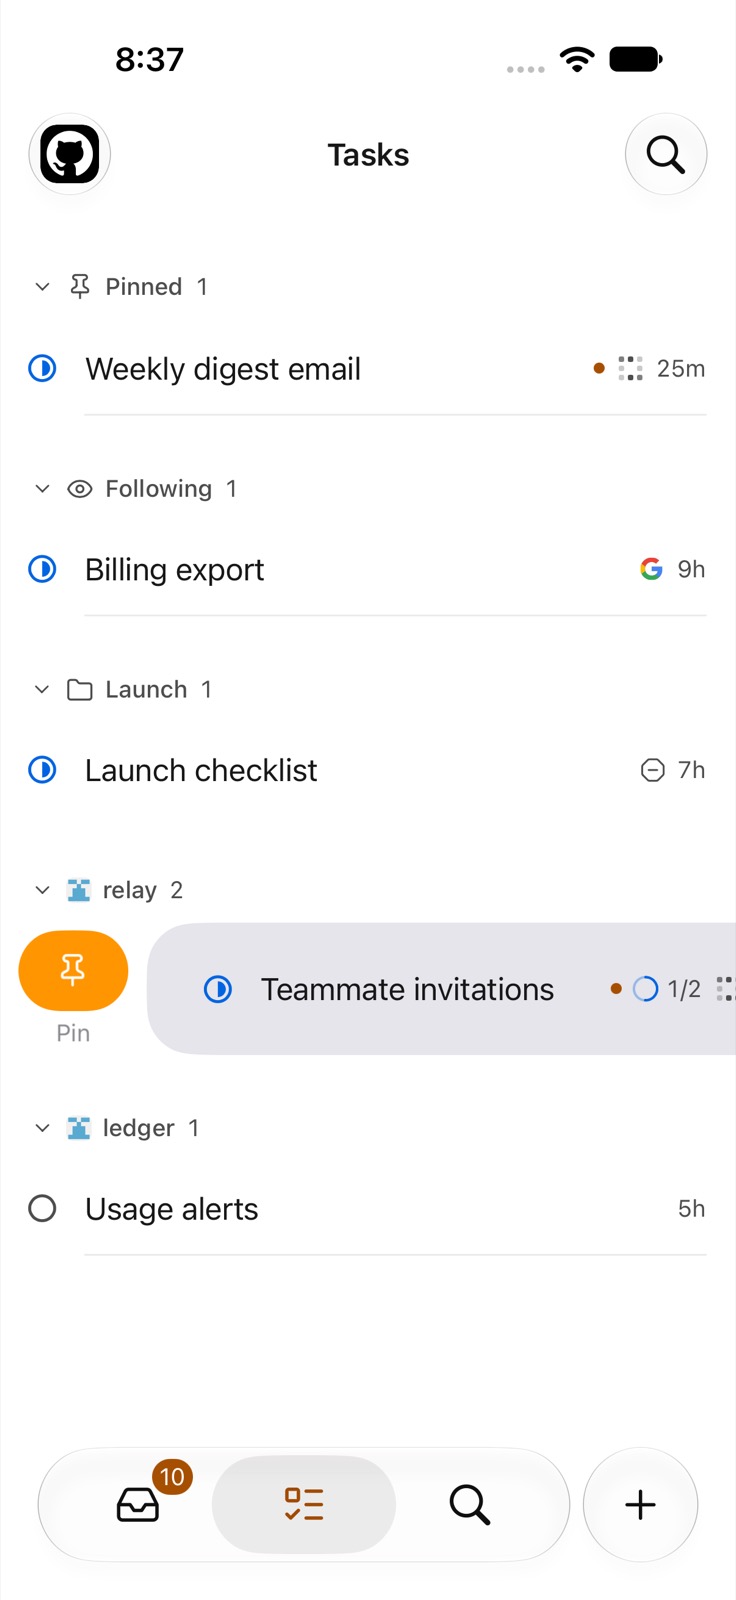 8:37
Tasks
Pinned 1
Weekly digest email 25m
Following 1
Billing export 9h
Launch 1
Launch checklist 7h
relay 2
Pin
Teammate invitations 1/2
ledger 1
Usage alerts 5h
10